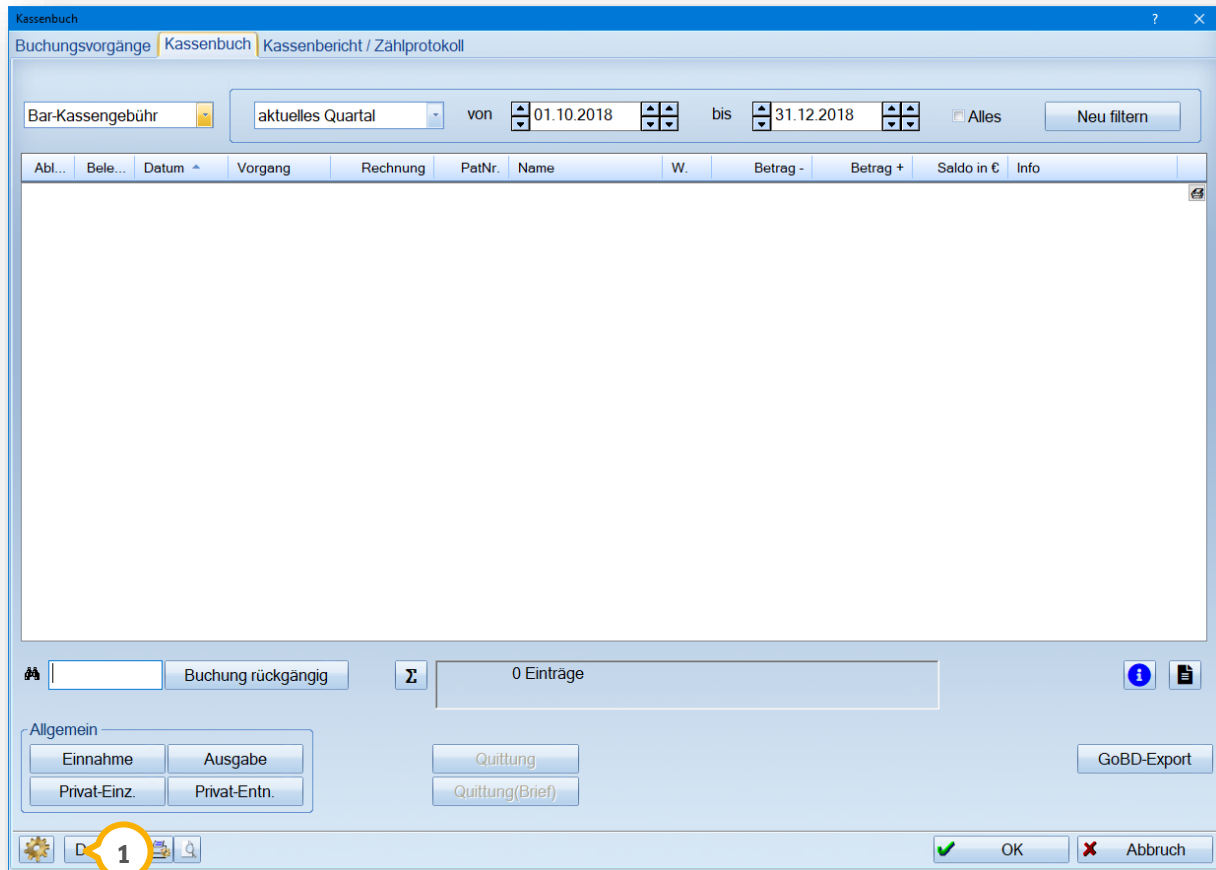 Kassenbuch
Buchungsvorgänge Kassenbuch Kassenbericht / Zählprotokoll
Bar-Kassengebühr aktuelles Quartal von 01.10.2018 bis 31.12.2018 Alles Neu filtern
Abl... Bele... Datum Vorgang Rechnung PatNr. Name W. Betrag - Betrag + Saldo in € Info
Buchung rückgängig Σ 0 Einträge
Allgemein
Einnahme Ausgabe Quittung GoBD-Export
Privat-Einz. Privat-Entn. Quittung(Brief)
1 OK Abbruch